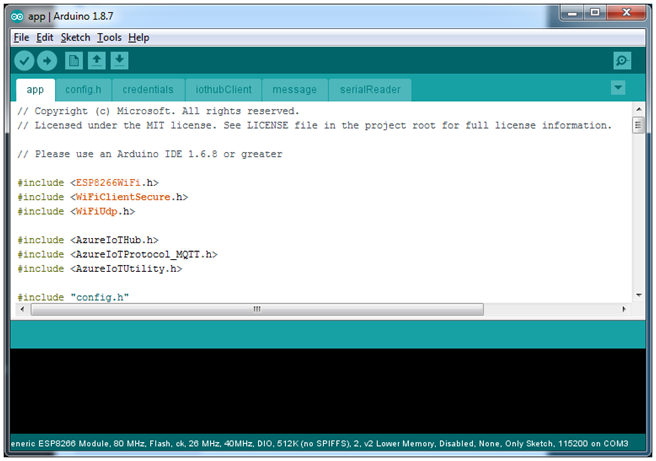 app | Arduino 1.8.7
File Edit Sketch Tools Help
app config.h credentials iothubClient message serialReader
// Copyright (c) Microsoft. All rights reserved.
// Licensed under the MIT license. See LICENSE file in the project root for full license information.
// Please use an Arduino IDE 1.6.8 or greater
#include <ESP8266WiFi.h>
#include <WiFiClientSecure.h>
#include <WiFiUdp.h>
#include <AzureIoTHub.h>
#include <AzureIoTProtocol_MQTT.h>
#include <AzureIoTUtility.h>
#include "config.h"
eneric ESP8266 Module, 80 MHz, Flash, ck, 26 MHz, 40MHz, DIO, 512K (no SPIFFS), 2, v2 Lower Memory, Disabled, None, Only Sketch, 115200 on COM3